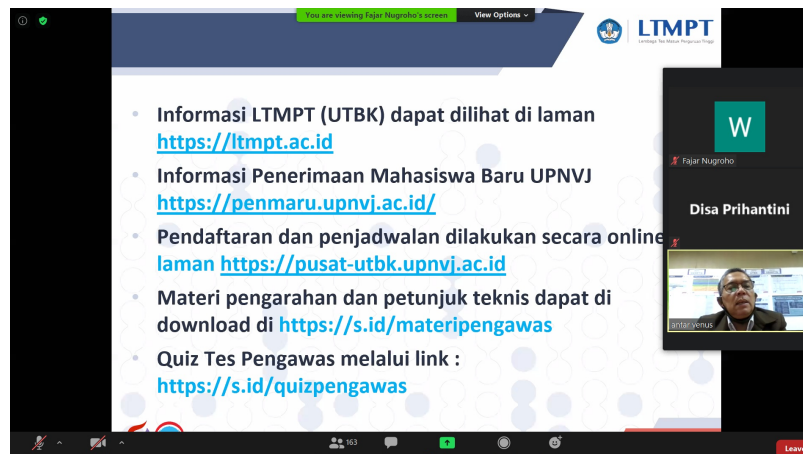 You are viewing Fajar Nugroho's screen
View Options
LTMPT
Lembaga Tes Masuk Perguruan Tinggi
• Informasi LTMPT (UTBK) dapat dilihat di laman
https://ltmpt.ac.id
• Informasi Penerimaan Mahasiswa Baru UPNVJ
https://penmaru.upnvj.ac.id/
• Pendaftaran dan penjadwalan dilakukan secara online
laman https://pusat-utbk.upnvj.ac.id
• Materi pengarahan dan petunjuk teknis dapat di
download di https://s.id/materipengawas
• Quiz Tes Pengawas melalui link :
https://s.id/quizpengawas
W
Fajar Nugroho
Disa Prihantini
antar venus
163
Leave